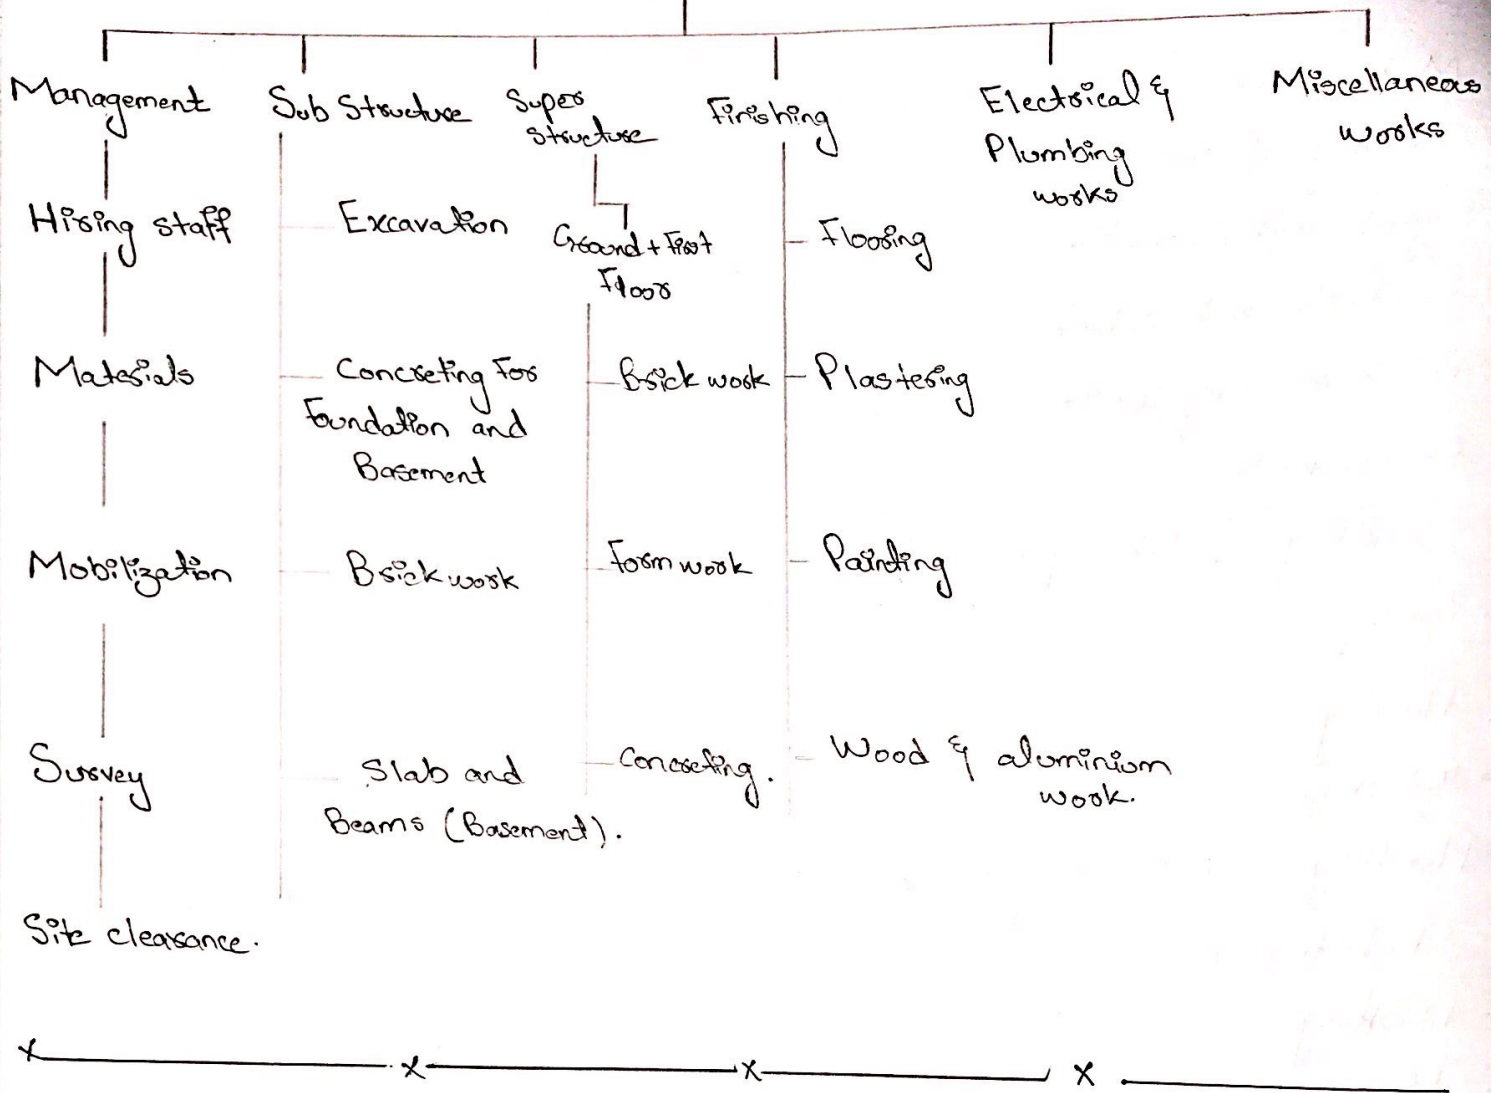 Management
Hiring staff
Materials
Mobilization
Survey
Site clearance.
Sub Structure
Excavation
Concreting For
Foundation and
Basement
Brick work
Slab and
Beams (Basement).
Super
structure
Ground + First
Floor
Brick work
Form work
Concreting.
Finishing
Flooring
Plastering
Painting
Wood & aluminium
work.
Electrical &
Plumbing
works
Miscellaneous
works